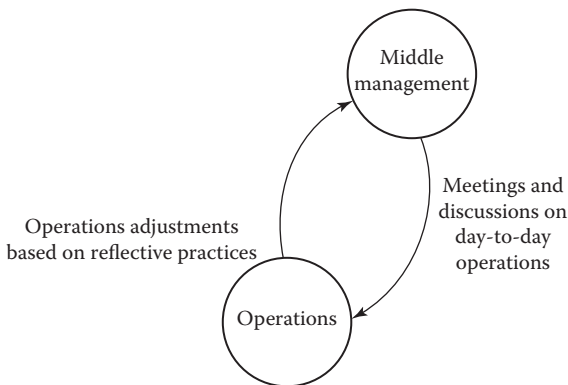 Middle
management
Meetings and
discussions on
day-to-day
operations
Operations adjustments
based on reflective practices
Operations